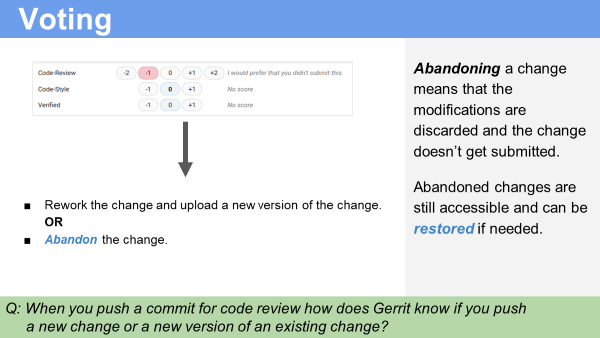 Voting
Code-Review -2 -1 0 +1 +2 I would prefer that you didn't submit this
Code-Style -1 0 +1 No score
Verified -1 0 +1 No score
■ Rework the change and upload a new version of the change.
OR
■ Abandon the change.
Abandoning a change
means that the
modifications are
discarded and the change
doesn't get submitted.
Abandoned changes are
still accessible and can be
restored if needed.
Q: When you push a commit for code review how does Gerrit know if you push
a new change or a new version of an existing change?